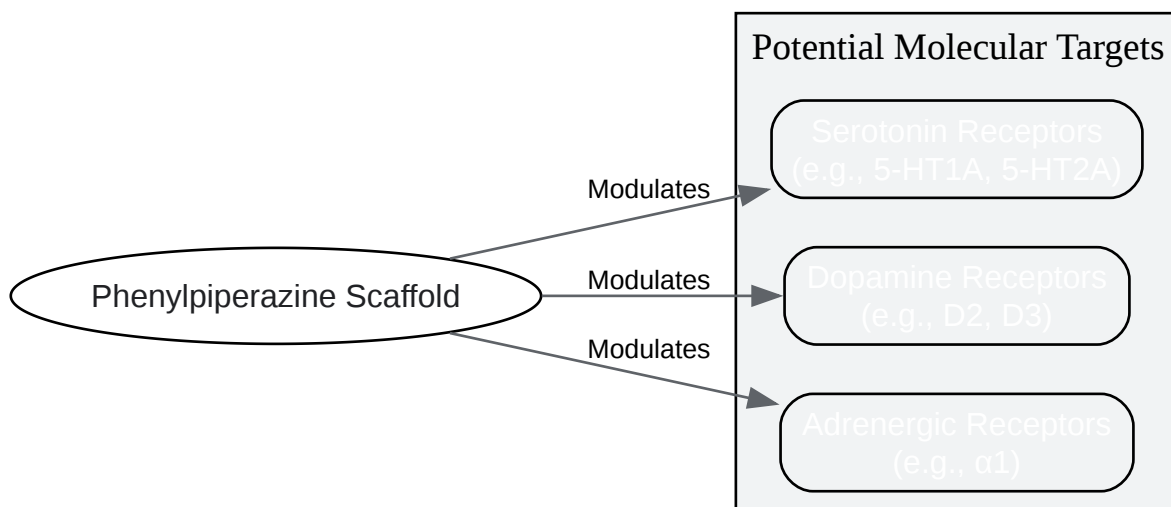 Potential Molecular Targets
Serotonin Receptors
(e.g., 5-HT1A, 5-HT2A)
Modulates
Dopamine Receptors
(e.g., D2, D3)
Modulates
Phenylpiperazine Scaffold
Modulates
Adrenergic Receptors
(e.g., α1)